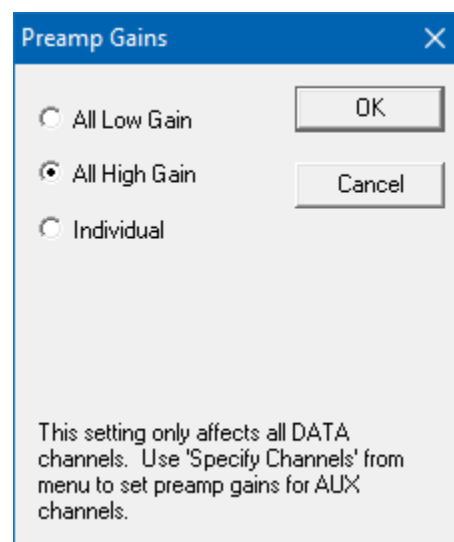 Preamp Gains
All Low Gain
OK
All High Gain
Cancel
Individual
This setting only affects all DATA
channels. Use 'Specify Channels' from
menu to set preamp gains for AUX
channels.